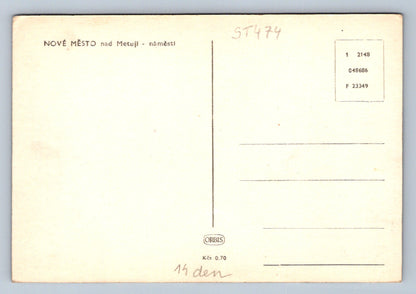 NOVÉ MĚSTO nad Metují - náměstí
ST474
1 2148
048686
F 23349
ORBIS
Kčs 0.70
14 den